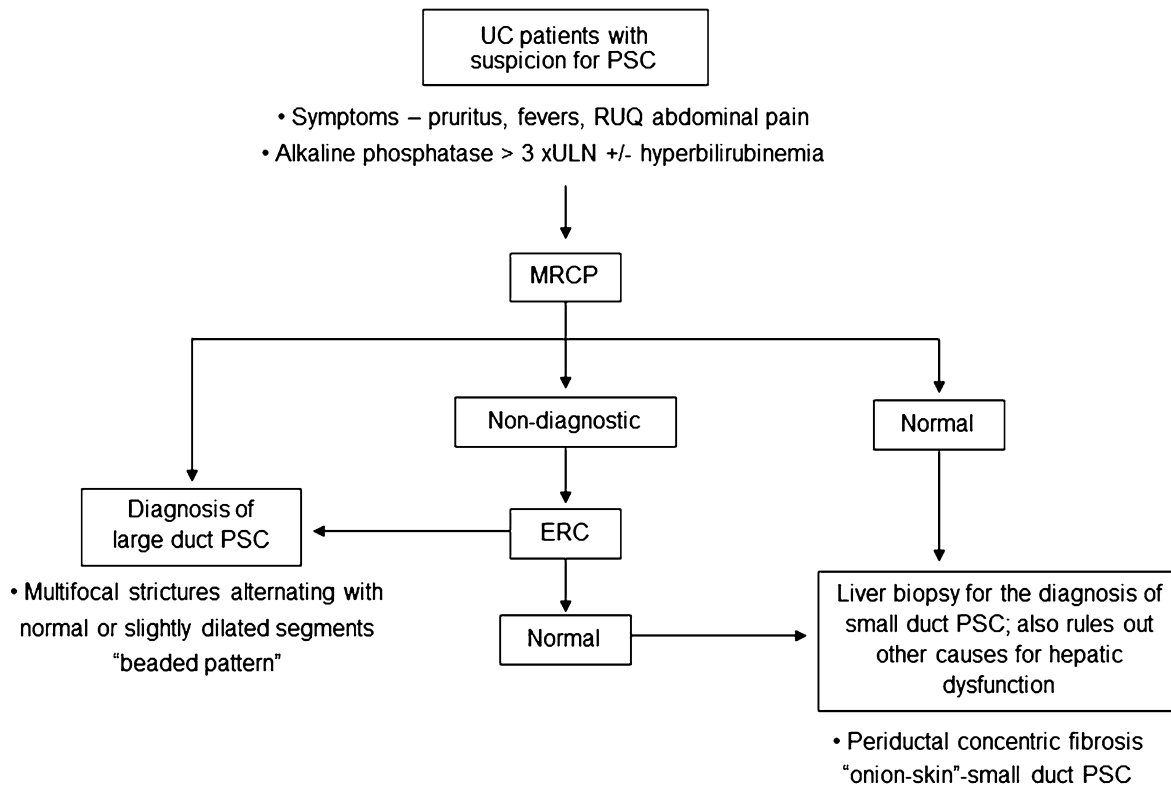 UC patients with
suspicion for PSC
• Symptoms – pruritus, fevers, RUQ abdominal pain
• Alkaline phosphatase > 3 xULN +/- hyperbilirubinemia
MRCP
Non-diagnostic
Normal
Diagnosis of
large duct PSC
ERC
• Multifocal strictures alternating with
normal or slightly dilated segments
“beaded pattern”
Normal
Liver biopsy for the diagnosis of
small duct PSC; also rules out
other causes for hepatic
dysfunction
• Periductal concentric fibrosis
“onion-skin”-small duct PSC